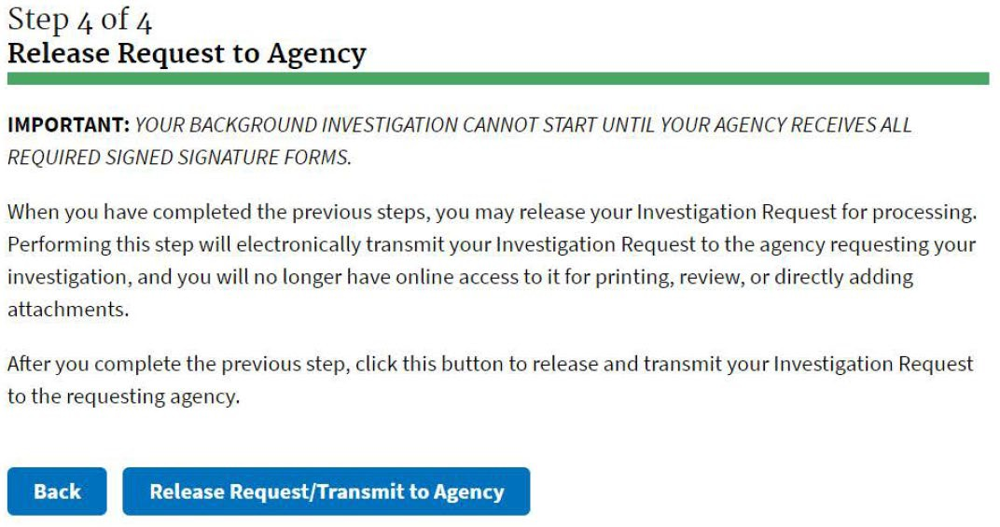 Step 4 of 4
Release Request to Agency
IMPORTANT: YOUR BACKGROUND INVESTIGATION CANNOT START UNTIL YOUR AGENCY RECEIVES ALL
REQUIRED SIGNED SIGNATURE FORMS.
When you have completed the previous steps, you may release your Investigation Request for processing.
Performing this step will electronically transmit your Investigation Request to the agency requesting your
investigation, and you will no longer have online access to it for printing, review, or directly adding
attachments.
After you complete the previous step, click this button to release and transmit your Investigation Request
to the requesting agency.
Back
Release Request/Transmit to Agency